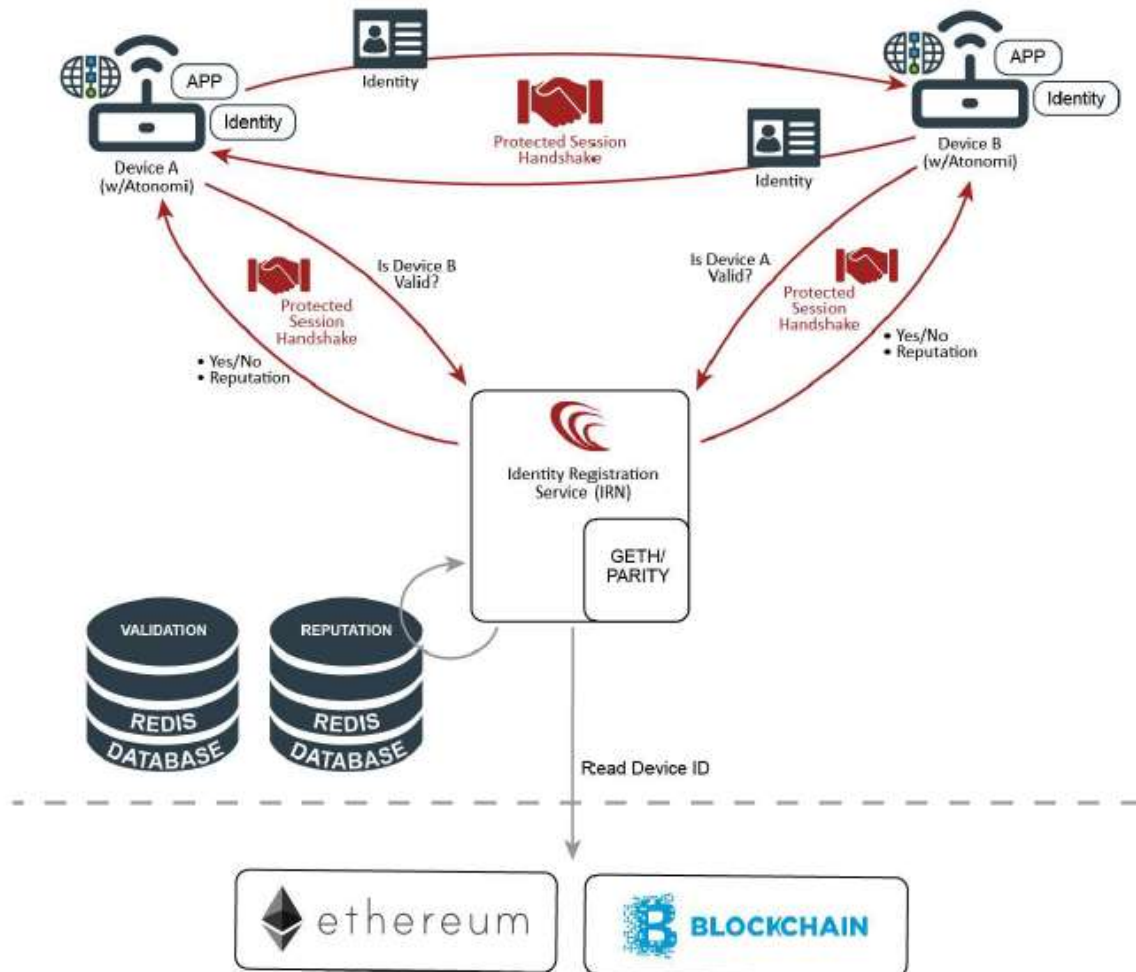 APP
Identity
Device A
(w/Atonomi)
Identity
Protected Session
Handshake
Identity
APP
Identity
Device B
(w/Atonomi)
Is Device B
Valid?
Protected
Session
Handshake
• Yes/No
• Reputation
Is Device A
Valid?
Protected
Session
Handshake
• Yes/No
• Reputation
Identity Registration
Service (IRN)
GETH/
PARITY
VALIDATION
REDIS
DATABASE
REPUTATION
REDIS
DATABASE
Read Device ID
ethereum
BLOCKCHAIN